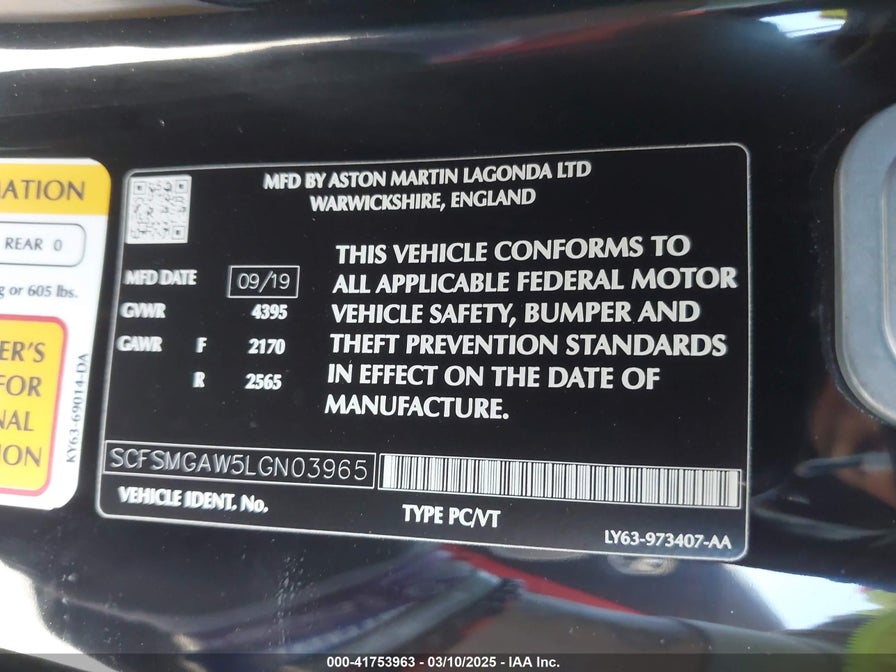 MATION
REAR 0
g or 605 lbs.
ER'S
FOR
NAL
ION
KY63-69014-DA
MFD BY ASTON MARTIN LAGONDA LTD
WARWICKSHIRE, ENGLAND
MFD DATE 09/19
GVWR 4395
GAWR F 2170
R 2565
THIS VEHICLE CONFORMS TO
ALL APPLICABLE FEDERAL MOTOR
VEHICLE SAFETY, BUMPER AND
THEFT PREVENTION STANDARDS
IN EFFECT ON THE DATE OF
MANUFACTURE.
SCFSMGAW5LGN03965
VEHICLE IDENT. No.
TYPE PC/VT
LY63-973407-AA
000-41753963 - 03/10/2025 - IAA Inc.